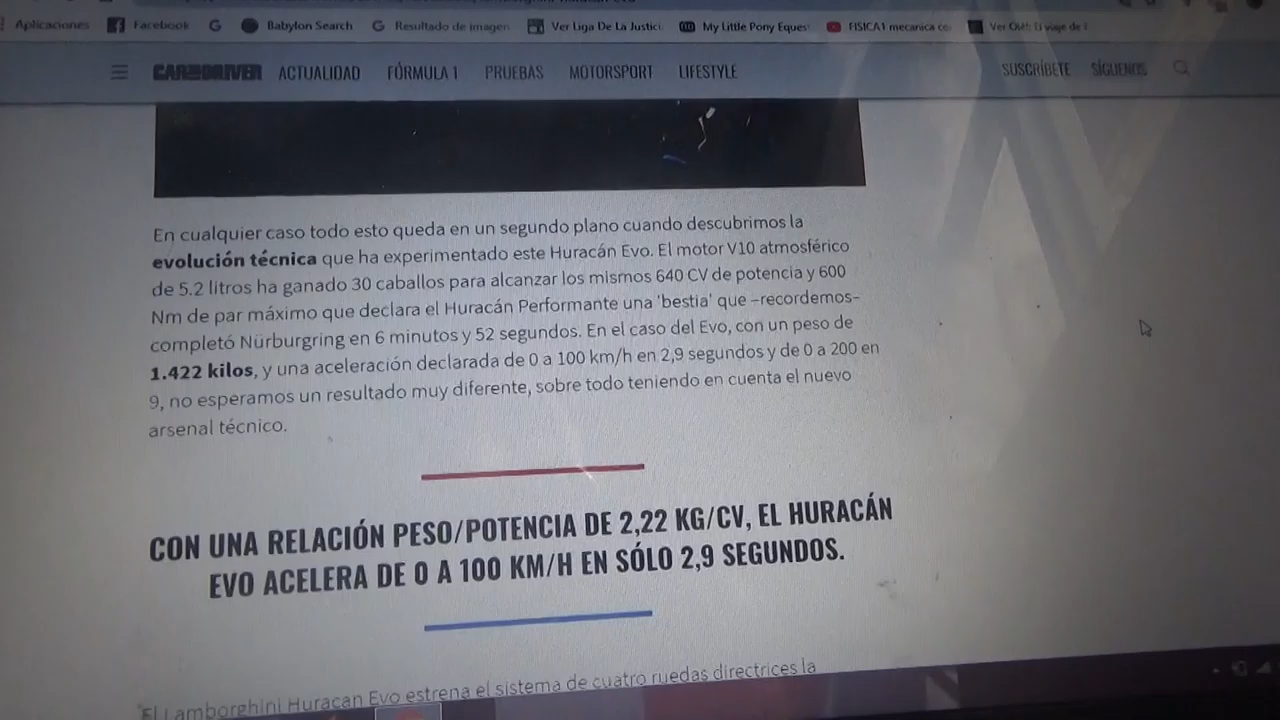 Aplicaciones Facebook Babylon Search Resultado de imagen Ver Liga De La Justici My Little Pony Eques FISICA1 mecanica co Ver viaje de
CAR AND DRIVER ACTUALIDAD FÓRMULA 1 PRUEBAS MOTORSPORT LIFESTYLE SUSCRÍBETE SÍGUENOS
En cualquier caso todo esto queda en un segundo plano cuando descubrimos la
evolución técnica que ha experimentado este Huracán Evo. El motor V10 atmosférico
de 5.2 litros ha ganado 30 caballos para alcanzar los mismos 640 CV de potencia y 600
Nm de par máximo que declara el Huracán Performante una 'bestia' que –recordemos–
completó Nürburgring en 6 minutos y 52 segundos. En el caso del Evo, con un peso de
1.422 kilos, y una aceleración declarada de 0 a 100 km/h en 2,9 segundos y de 0 a 200 en
9, no esperamos un resultado muy diferente, sobre todo teniendo en cuenta el nuevo
arsenal técnico.
CON UNA RELACIÓN PESO/POTENCIA DE 2,22 KG/CV, EL HURACÁN
EVO ACELERA DE 0 A 100 KM/H EN SÓLO 2,9 SEGUNDOS.
El Lamborghini Huracan Evo estrena el sistema de cuatro ruedas directrices la